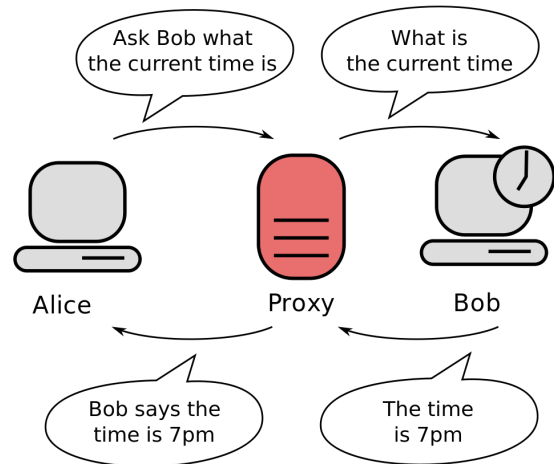 Ask Bob what
the current time is
What is
the current time
Alice
Proxy
Bob
Bob says the
time is 7pm
The time
is 7pm